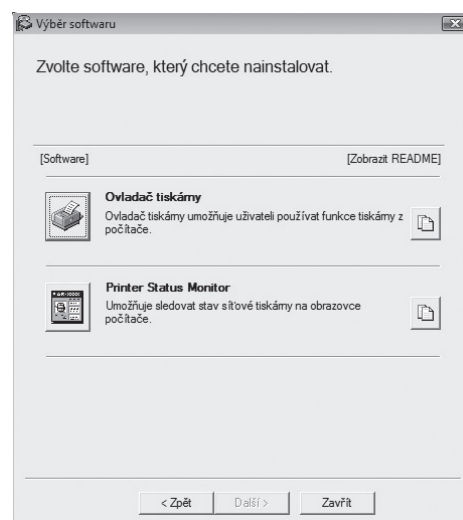 Výběr softwaru
Zvolte software, který chcete nainstalovat.
[Software] [Zobrazit README]
Ovladač tiskárny
Ovladač tiskárny umožňuje uživateli používat funkce tiskárny z
počítače.
Printer Status Monitor
Umožňuje sledovat stav síťové tiskárny na obrazovce
počítače.
< Zpět Další > Zavřít